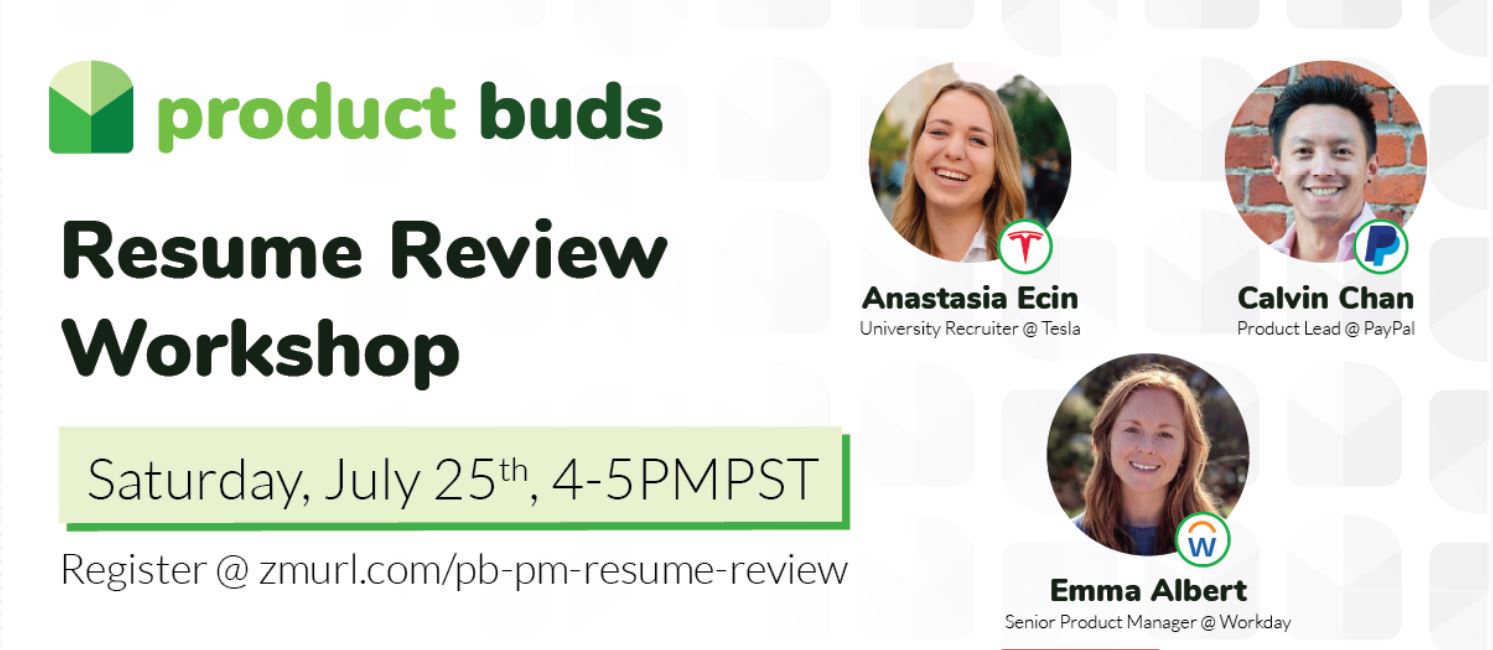 product buds
Resume Review
Workshop
Saturday, July 25th, 4-5PMPST
Register @ zmurl.com/pb-pm-resume-review
Anastasia Ecin
University Recruiter @ Tesla
Calvin Chan
Product Lead @ PayPal
Emma Albert
Senior Product Manager @ Workday